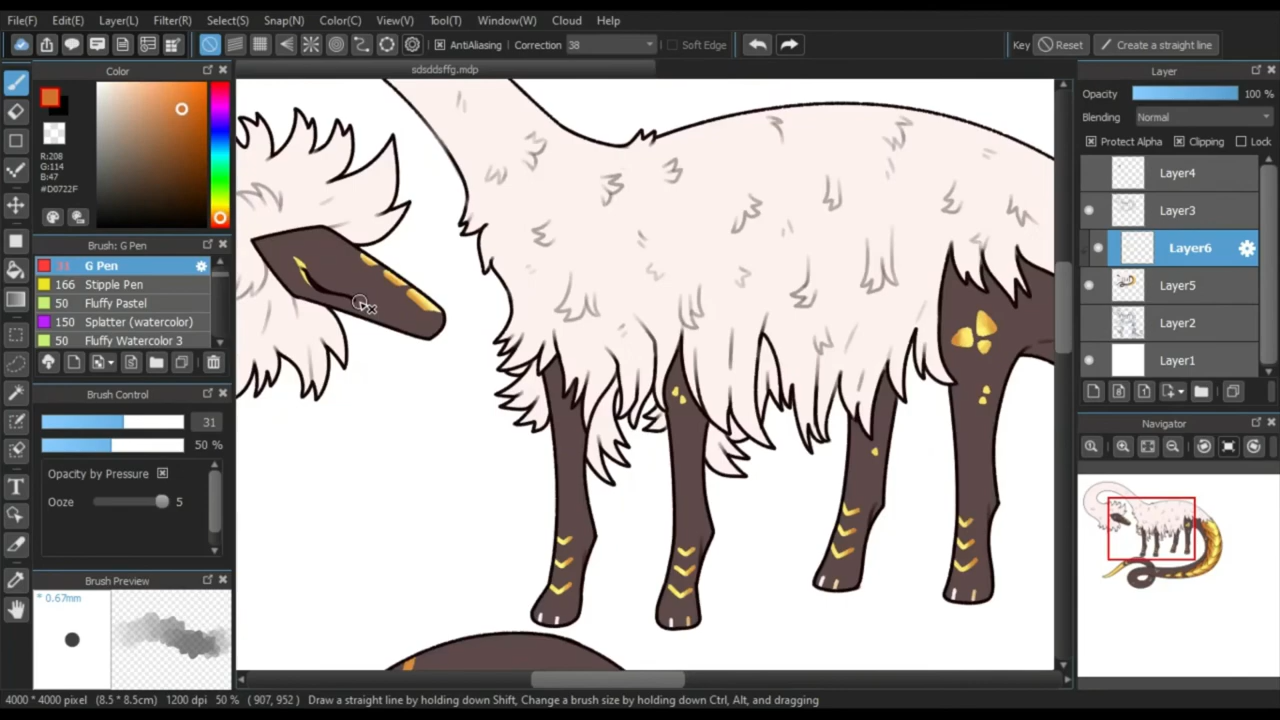 File(F) Edit(E) Layer(L) Filter(R) Select(S) Snap(N) Color(C) View(V) Tool(T) Window(W) Cloud Help
AntiAliasing Correction 38 Soft Edge Key Reset Create a straight line
sdsddsffg.mdp
Color
R:208
G:114
B:47
#D0722F
Brush: G Pen
31 G Pen
166 Stipple Pen
50 Fluffy Pastel
150 Splatter (watercolor)
50 Fluffy Watercolor 3
Brush Control
31
50 %
Opacity by Pressure
Ooze 5
Brush Preview
* 0.67mm
Layer
Opacity 100 %
Blending Normal
Protect Alpha Clipping Lock
Layer4
Layer3
Layer6
Layer5
Layer2
Layer1
Navigator
4000 * 4000 pixel (8.5 * 8.5cm) 1200 dpi 50 % ( 907, 952 ) Draw a straight line by holding down Shift, Change a brush size by holding down Ctrl, Alt, and dragging